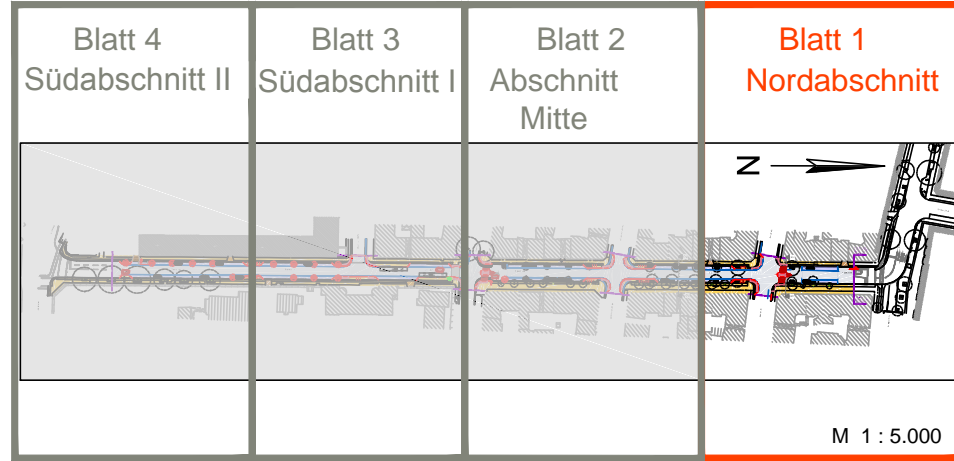 Blatt 4
Südabschnitt II
Blatt 3
Südabschnitt I
Blatt 2
Abschnitt
Mitte
Blatt 1
Nordabschnitt
N
M 1 : 5.000